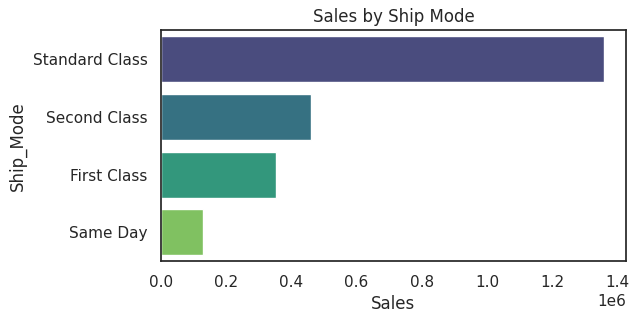 Sales by Ship Mode
Ship_Mode
Standard Class
Second Class
First Class
Same Day
0.0 0.2 0.4 0.6 0.8 1.0 1.2 1.4
1e6
Sales